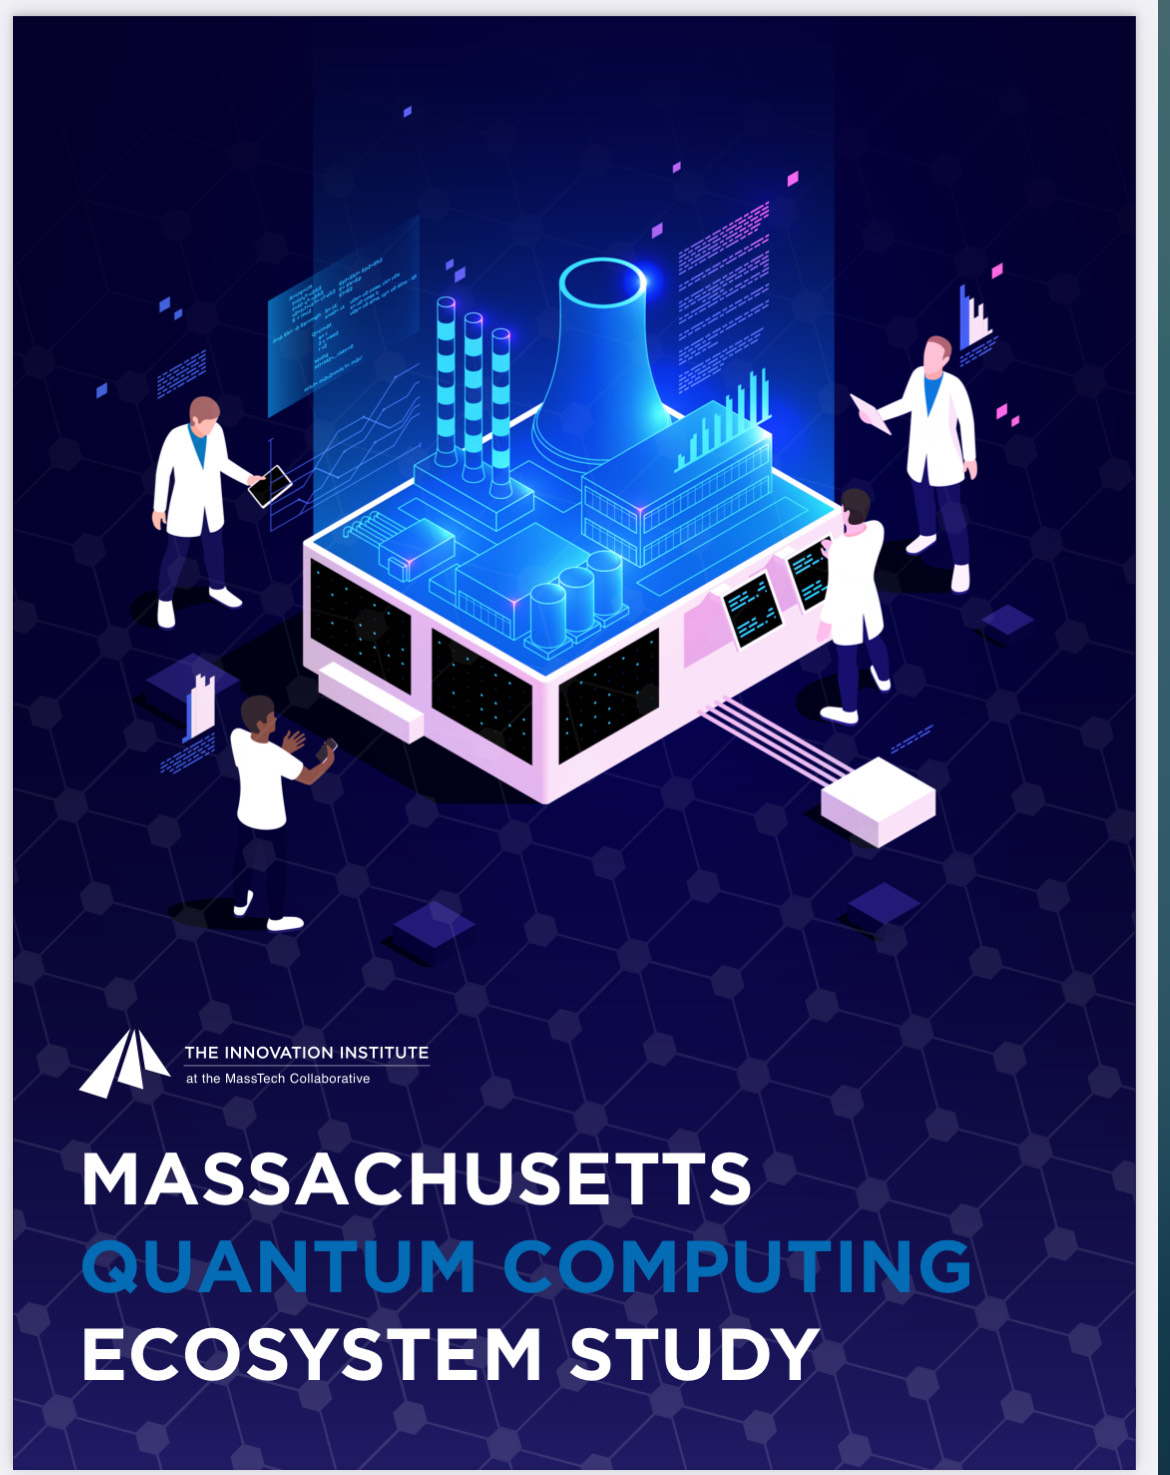 THE INNOVATION INSTITUTE
at the MassTech Collaborative
MASSACHUSETTS
QUANTUM COMPUTING
ECOSYSTEM STUDY